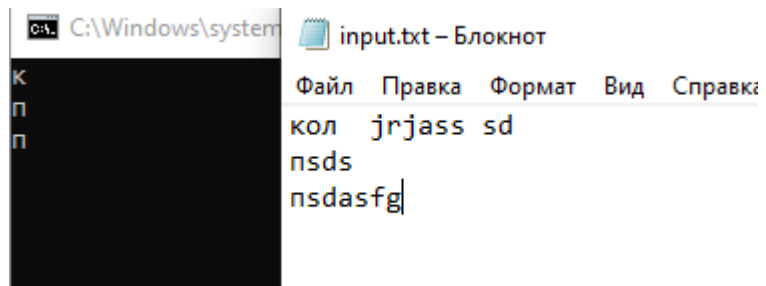 C:\Windows\system
к
п
п
input.txt – Блокнот
Файл Правка Формат Вид Справка
кол jrjass sd
пsds
пsdasfg